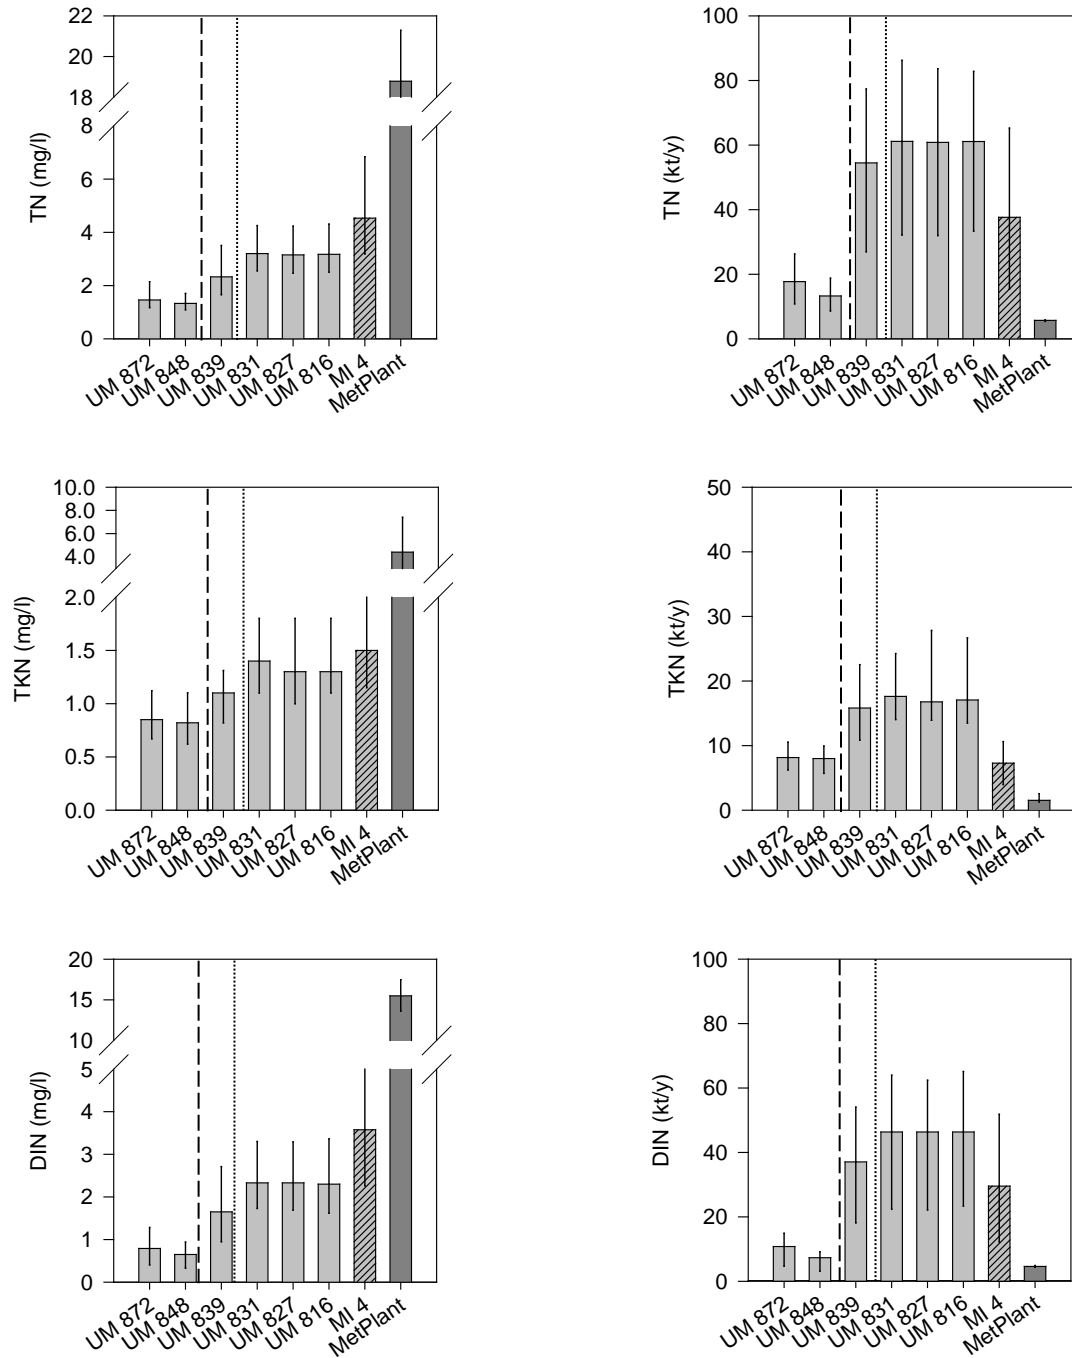 TN (mg/l)
22
20
18
8
6
4
2
0
UM 872
UM 848
UM 839
UM 831
UM 827
UM 816
MI 4
MetPlant
TN (kt/y)
100
80
60
40
20
0
UM 872
UM 848
UM 839
UM 831
UM 827
UM 816
MI 4
MetPlant
TKN (mg/l)
10.0
8.0
6.0
4.0
2.0
1.5
1.0
0.5
0.0
UM 872
UM 848
UM 839
UM 831
UM 827
UM 816
MI 4
MetPlant
TKN (kt/y)
50
40
30
20
10
0
UM 872
UM 848
UM 839
UM 831
UM 827
UM 816
MI 4
MetPlant
DIN (mg/l)
20
15
10
5
4
3
2
1
0
UM 872
UM 848
UM 839
UM 831
UM 827
UM 816
MI 4
MetPlant
DIN (kt/y)
100
80
60
40
20
0
UM 872
UM 848
UM 839
UM 831
UM 827
UM 816
MI 4
MetPlant